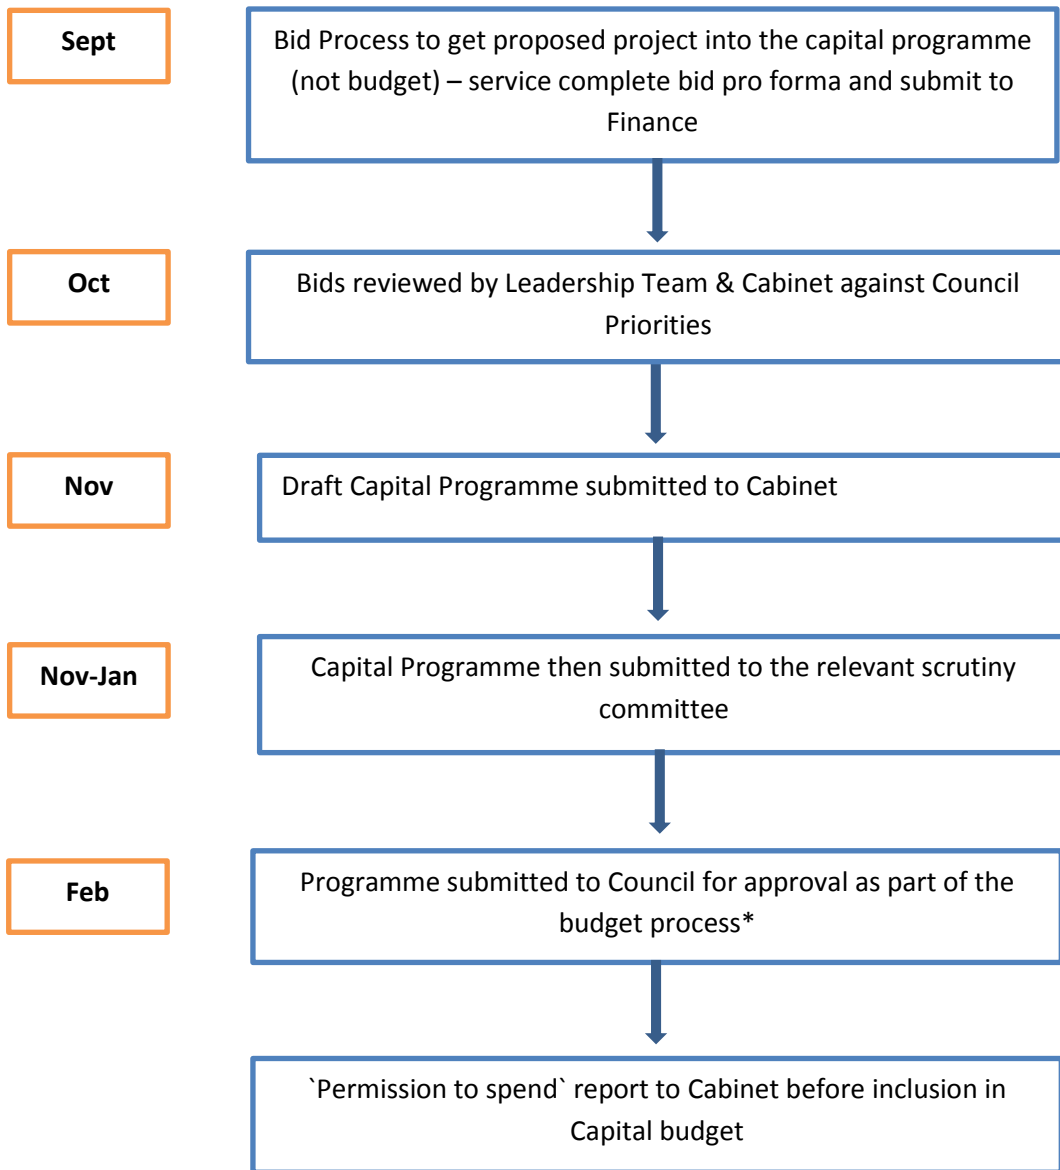 Sept
Bid Process to get proposed project into the capital programme
(not budget) – service complete bid pro forma and submit to
Finance
Oct
Bids reviewed by Leadership Team & Cabinet against Council
Priorities
Nov
Draft Capital Programme submitted to Cabinet
Nov-Jan
Capital Programme then submitted to the relevant scrutiny
committee
Feb
Programme submitted to Council for approval as part of the
budget process*
`Permission to spend` report to Cabinet before inclusion in
Capital budget